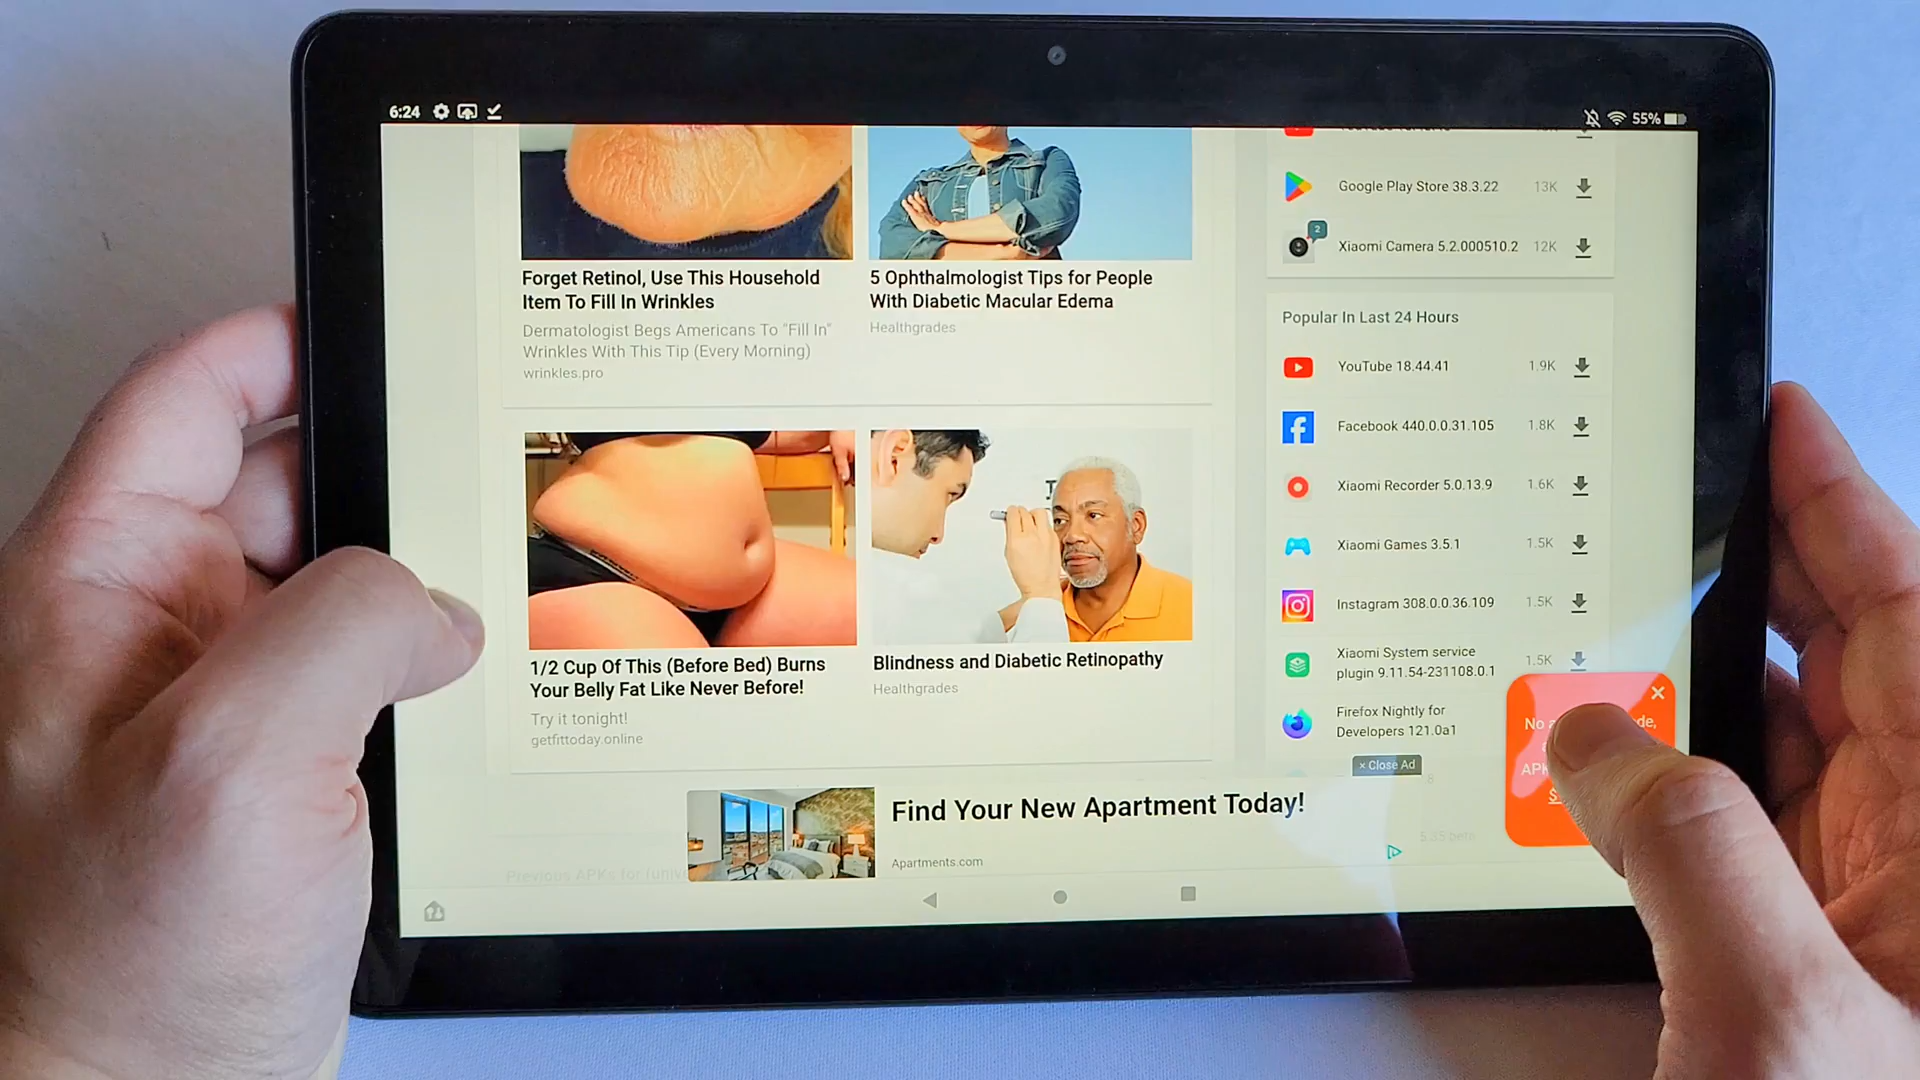 6:24
55%
Google Play Store 38.3.22 13K
2
Xiaomi Camera 5.2.000510.2 12K
Forget Retinol, Use This Household
Item To Fill In Wrinkles
Dermatologist Begs Americans To "Fill In"
Wrinkles With This Tip (Every Morning)
wrinkles.pro
5 Ophthalmologist Tips for People
With Diabetic Macular Edema
Healthgrades
Popular In Last 24 Hours
YouTube 18.44.41 1.9K
Facebook 440.0.0.31.105 1.8K
Xiaomi Recorder 5.0.13.9 1.6K
Xiaomi Games 3.5.1 1.5K
Instagram 308.0.0.36.109 1.5K
Xiaomi System service
plugin 9.11.54-231108.0.1 1.5K
Firefox Nightly for
Developers 121.0a1
1/2 Cup Of This (Before Bed) Burns
Your Belly Fat Like Never Before!
Try it tonight!
getfittoday.online
Blindness and Diabetic Retinopathy
Healthgrades
No
× Close Ad
Find Your New Apartment Today!
Apartments.com
5.35 beta
Previous APKs for